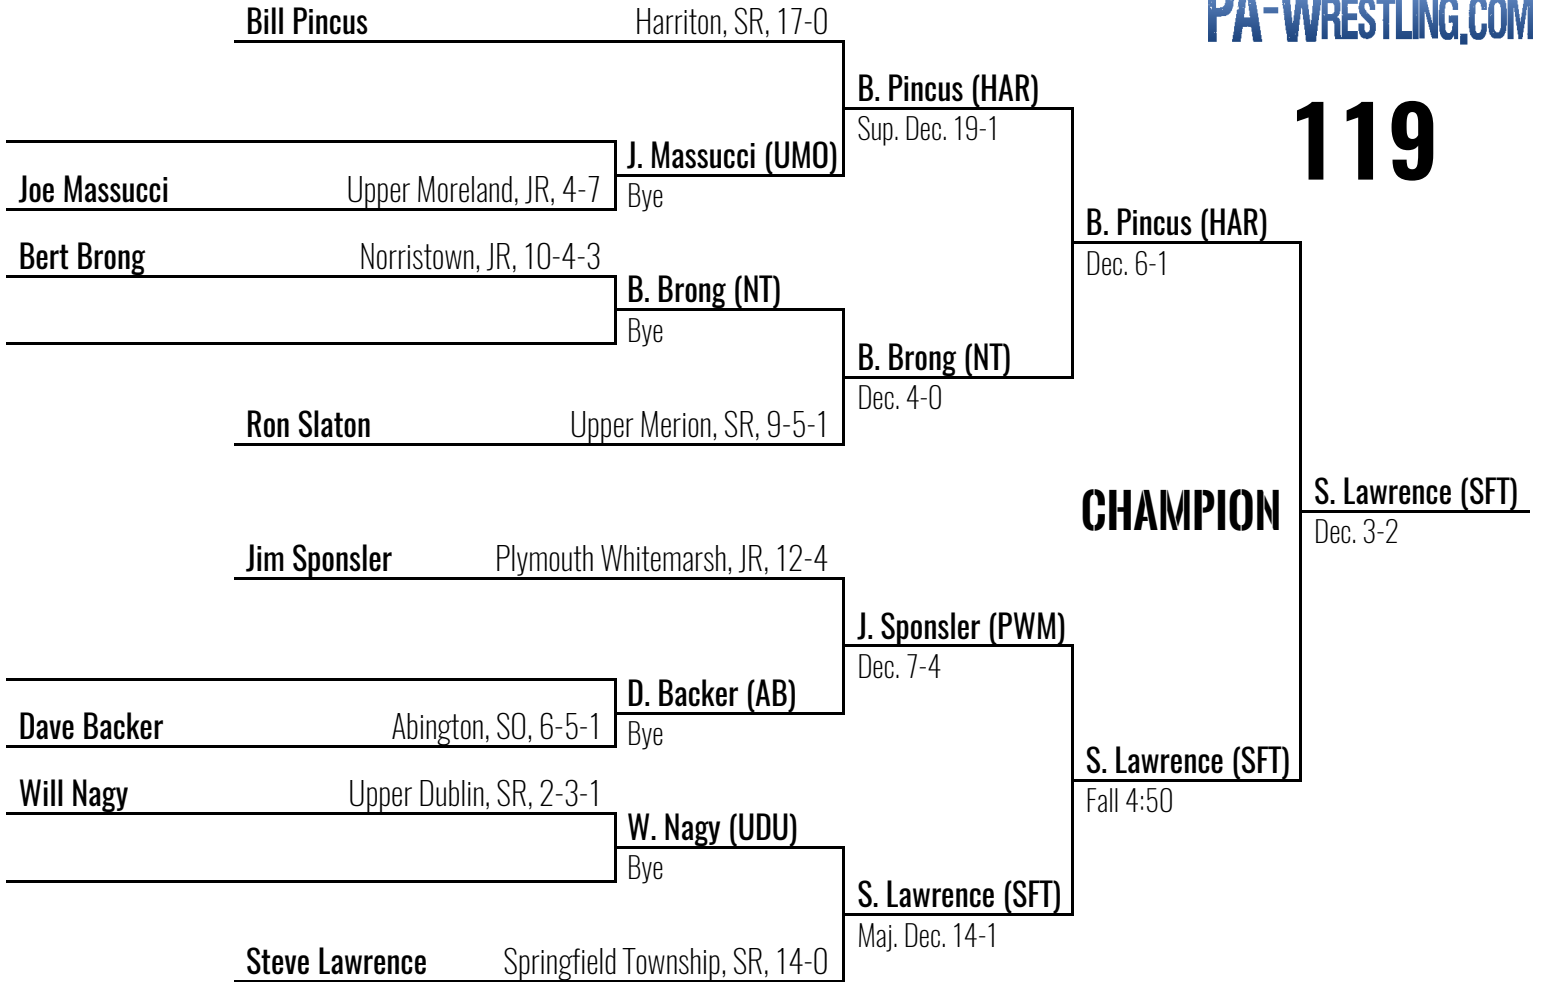 Bill Pincus Harriton, SR, 17-0
PA-WRESTLING.COM
B. Pincus (HAR)
Sup. Dec. 19-1
119
J. Massucci (UMO)
Joe Massucci Upper Moreland, JR, 4-7
Bye
B. Pincus (HAR)
Dec. 6-1
Bert Brong Norristown, JR, 10-4-3
B. Brong (NT)
Bye
B. Brong (NT)
Dec. 4-0
Ron Slaton Upper Merion, SR, 9-5-1
CHAMPION
S. Lawrence (SFT)
Dec. 3-2
Jim Sponsler Plymouth Whitemarsh, JR, 12-4
J. Sponsler (PWM)
Dec. 7-4
D. Backer (AB)
Dave Backer Abington, SO, 6-5-1
Bye
S. Lawrence (SFT)
Fall 4:50
Will Nagy Upper Dublin, SR, 2-3-1
W. Nagy (UDU)
Bye
S. Lawrence (SFT)
Maj. Dec. 14-1
Steve Lawrence Springfield Township, SR, 14-0